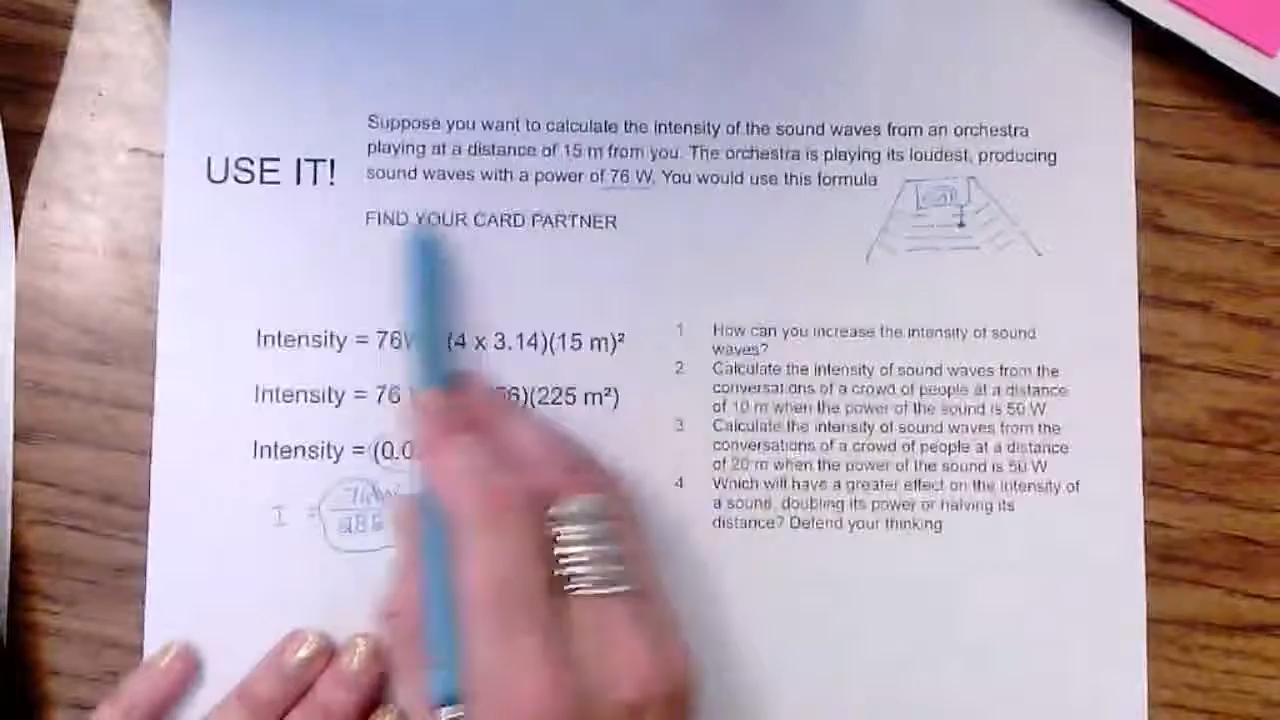 Suppose you want to calculate the intensity of the sound waves from an orchestra
playing at a distance of 15 m from you. The orchestra is playing its loudest, producing
sound waves with a power of 76 W. You would use this formula
USE IT!
FIND YOUR CARD PARTNER
Intensity = 76 (4 x 3.14)(15 m)²
Intensity = 76 (225 m²)
Intensity = (0.0
I =
1 How can you increase the intensity of sound
waves?
2 Calculate the intensity of sound waves from the
conversations of a crowd of people at a distance
of 10 m when the power of the sound is 50 W
3 Calculate the intensity of sound waves from the
conversations of a crowd of people at a distance
of 20 m when the power of the sound is 50 W
4 Which will have a greater effect on the intensity of
a sound, doubling its power or halving its
distance? Defend your thinking